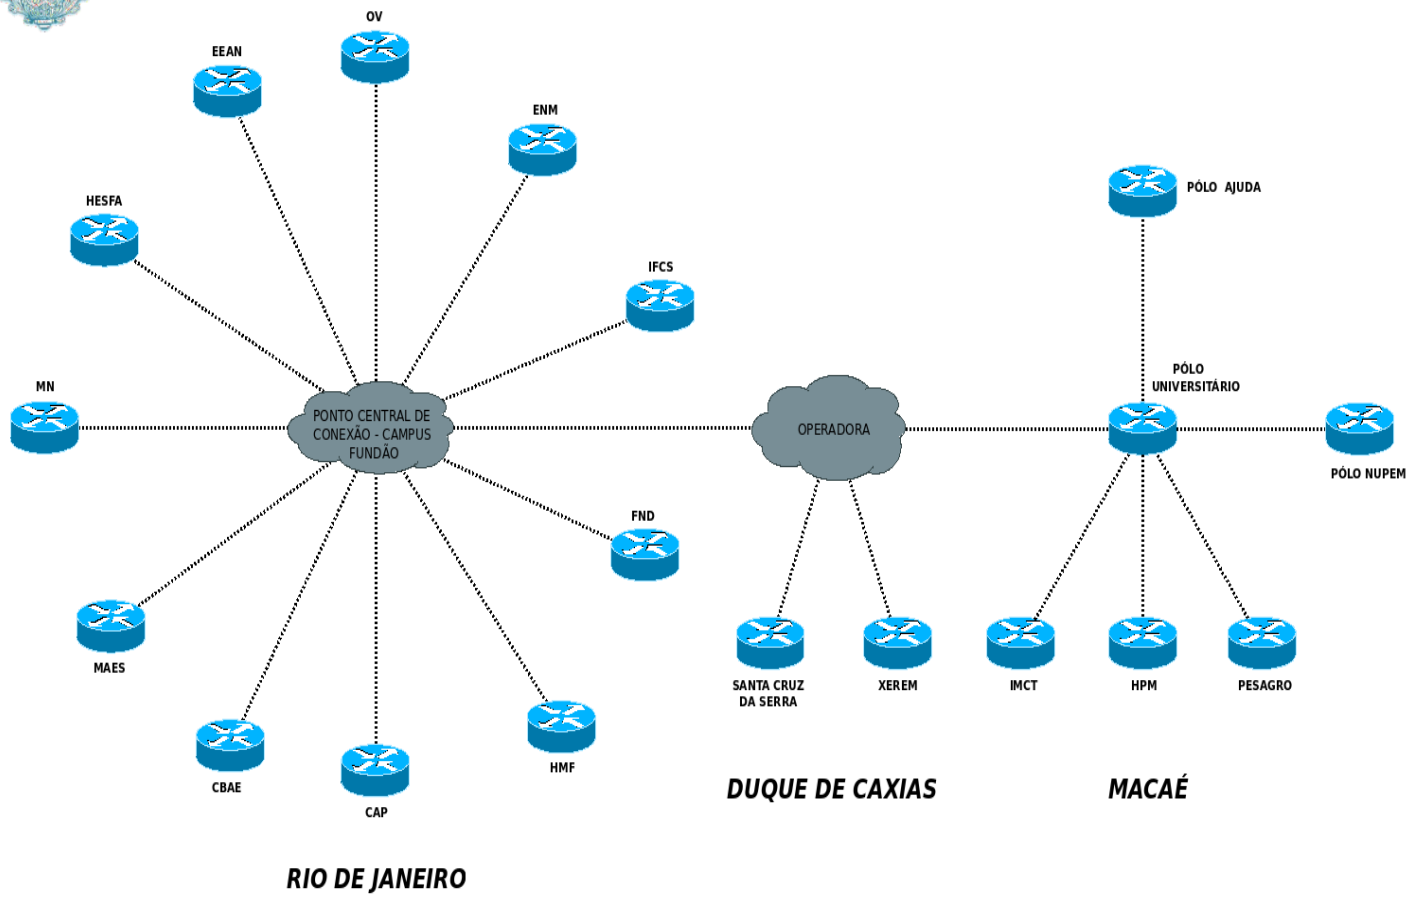 OV
EEAN
ENM
HESFA
IFCS
MN
PONTO CENTRAL DE
CONEXÃO - CAMPUS
FUNDÃO
FND
MAES
CBAE
CAP
HMF
RIO DE JANEIRO
OPERADORA
SANTA CRUZ
DA SERRA
XEREM
DUQUE DE CAXIAS
PÓLO  AJUDA
PÓLO
UNIVERSITÁRIO
PÓLO NUPEM
IMCT
HPM
PESAGRO
MACAÉ